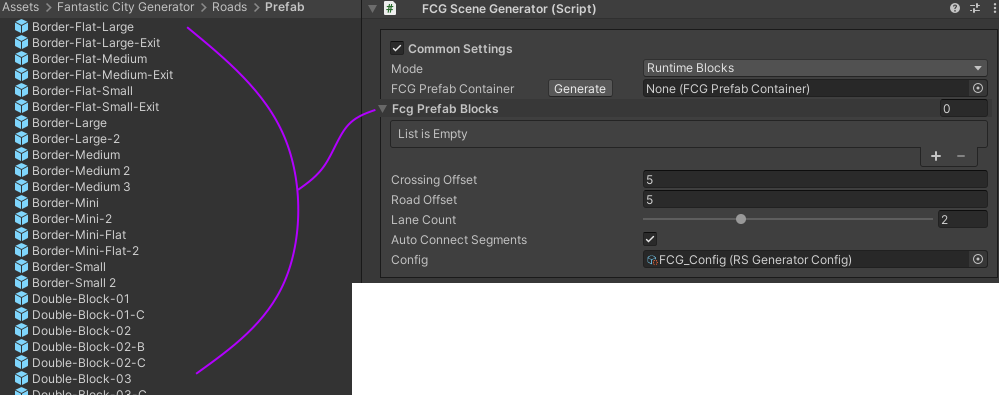 Assets > Fantastic City Generator > Roads > Prefab
Border-Flat-Large
Border-Flat-Large-Exit
Border-Flat-Medium
Border-Flat-Medium-Exit
Border-Flat-Small
Border-Flat-Small-Exit
Border-Large
Border-Large-2
Border-Medium
Border-Medium 2
Border-Medium 3
Border-Mini
Border-Mini-2
Border-Mini-Flat
Border-Mini-Flat-2
Border-Small
Border-Small 2
Double-Block-01
Double-Block-01-C
Double-Block-02
Double-Block-02-B
Double-Block-02-C
Double-Block-03
Double-Block-03-C
FCG Scene Generator (Script)
Common Settings
Mode Runtime Blocks
FCG Prefab Container Generate None (FCG Prefab Container)
Fcg Prefab Blocks 0
List is Empty
+ −
Crossing Offset 5
Road Offset 5
Lane Count 2
Auto Connect Segments
Config FCG_Config (RS Generator Config)